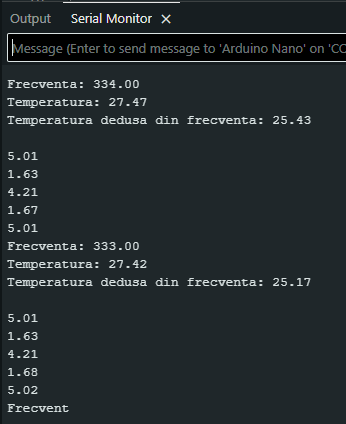 Output Serial Monitor
Message (Enter to send message to 'Arduino Nano' on 'CC
Frecventa: 334.00
Temperatura: 27.47
Temperatura dedusa din frecventa: 25.43
5.01
1.63
4.21
1.67
5.01
Frecventa: 333.00
Temperatura: 27.42
Temperatura dedusa din frecventa: 25.17
5.01
1.63
4.21
1.68
5.02
Frecvent